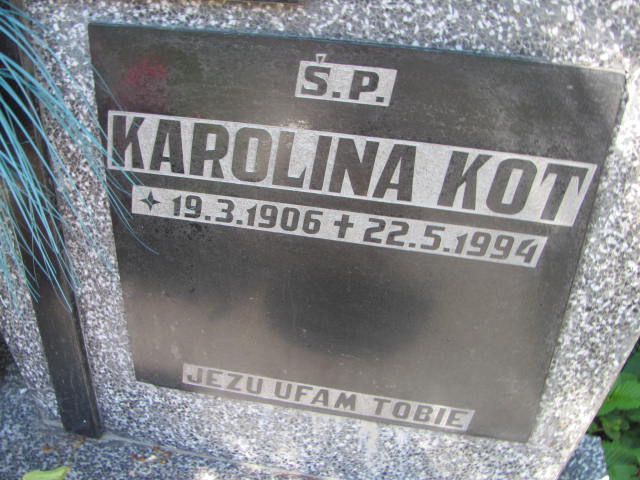 Ś.P.
KAROLINA KOT
✦ 19.3.1906 ✝ 22.5.1994
JEZU UFAM TOBIE